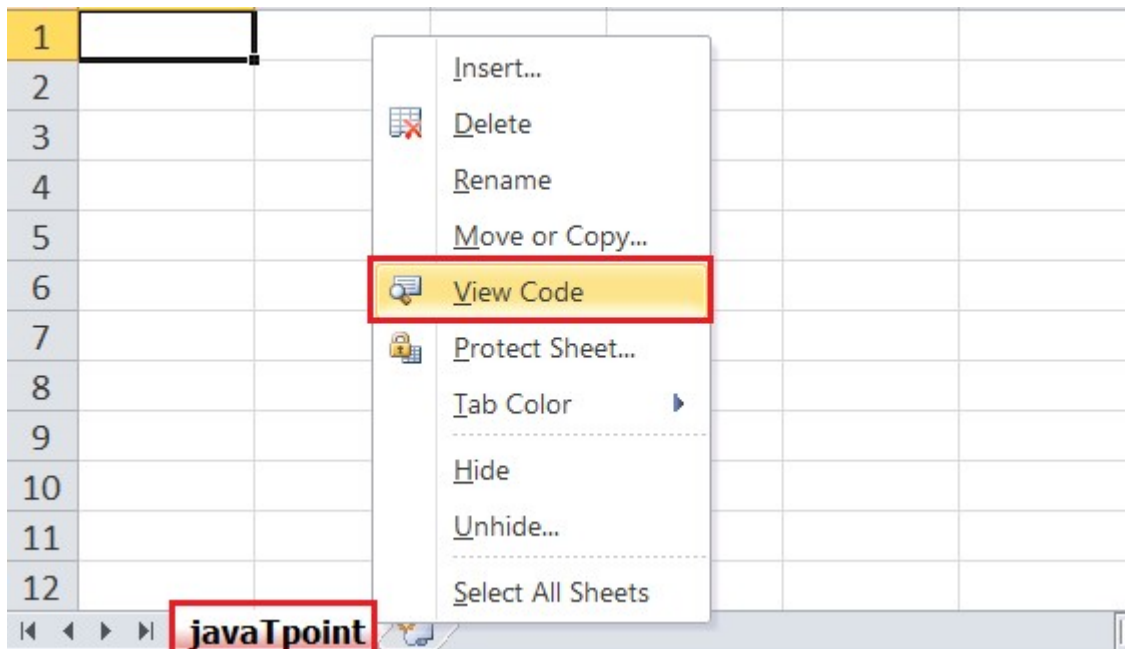 1
2
3
4
5
6
7
8
9
10
11
12
Insert...
Delete
Rename
Move or Copy...
View Code
Protect Sheet...
Tab Color
Hide
Unhide...
Select All Sheets
javaTpoint